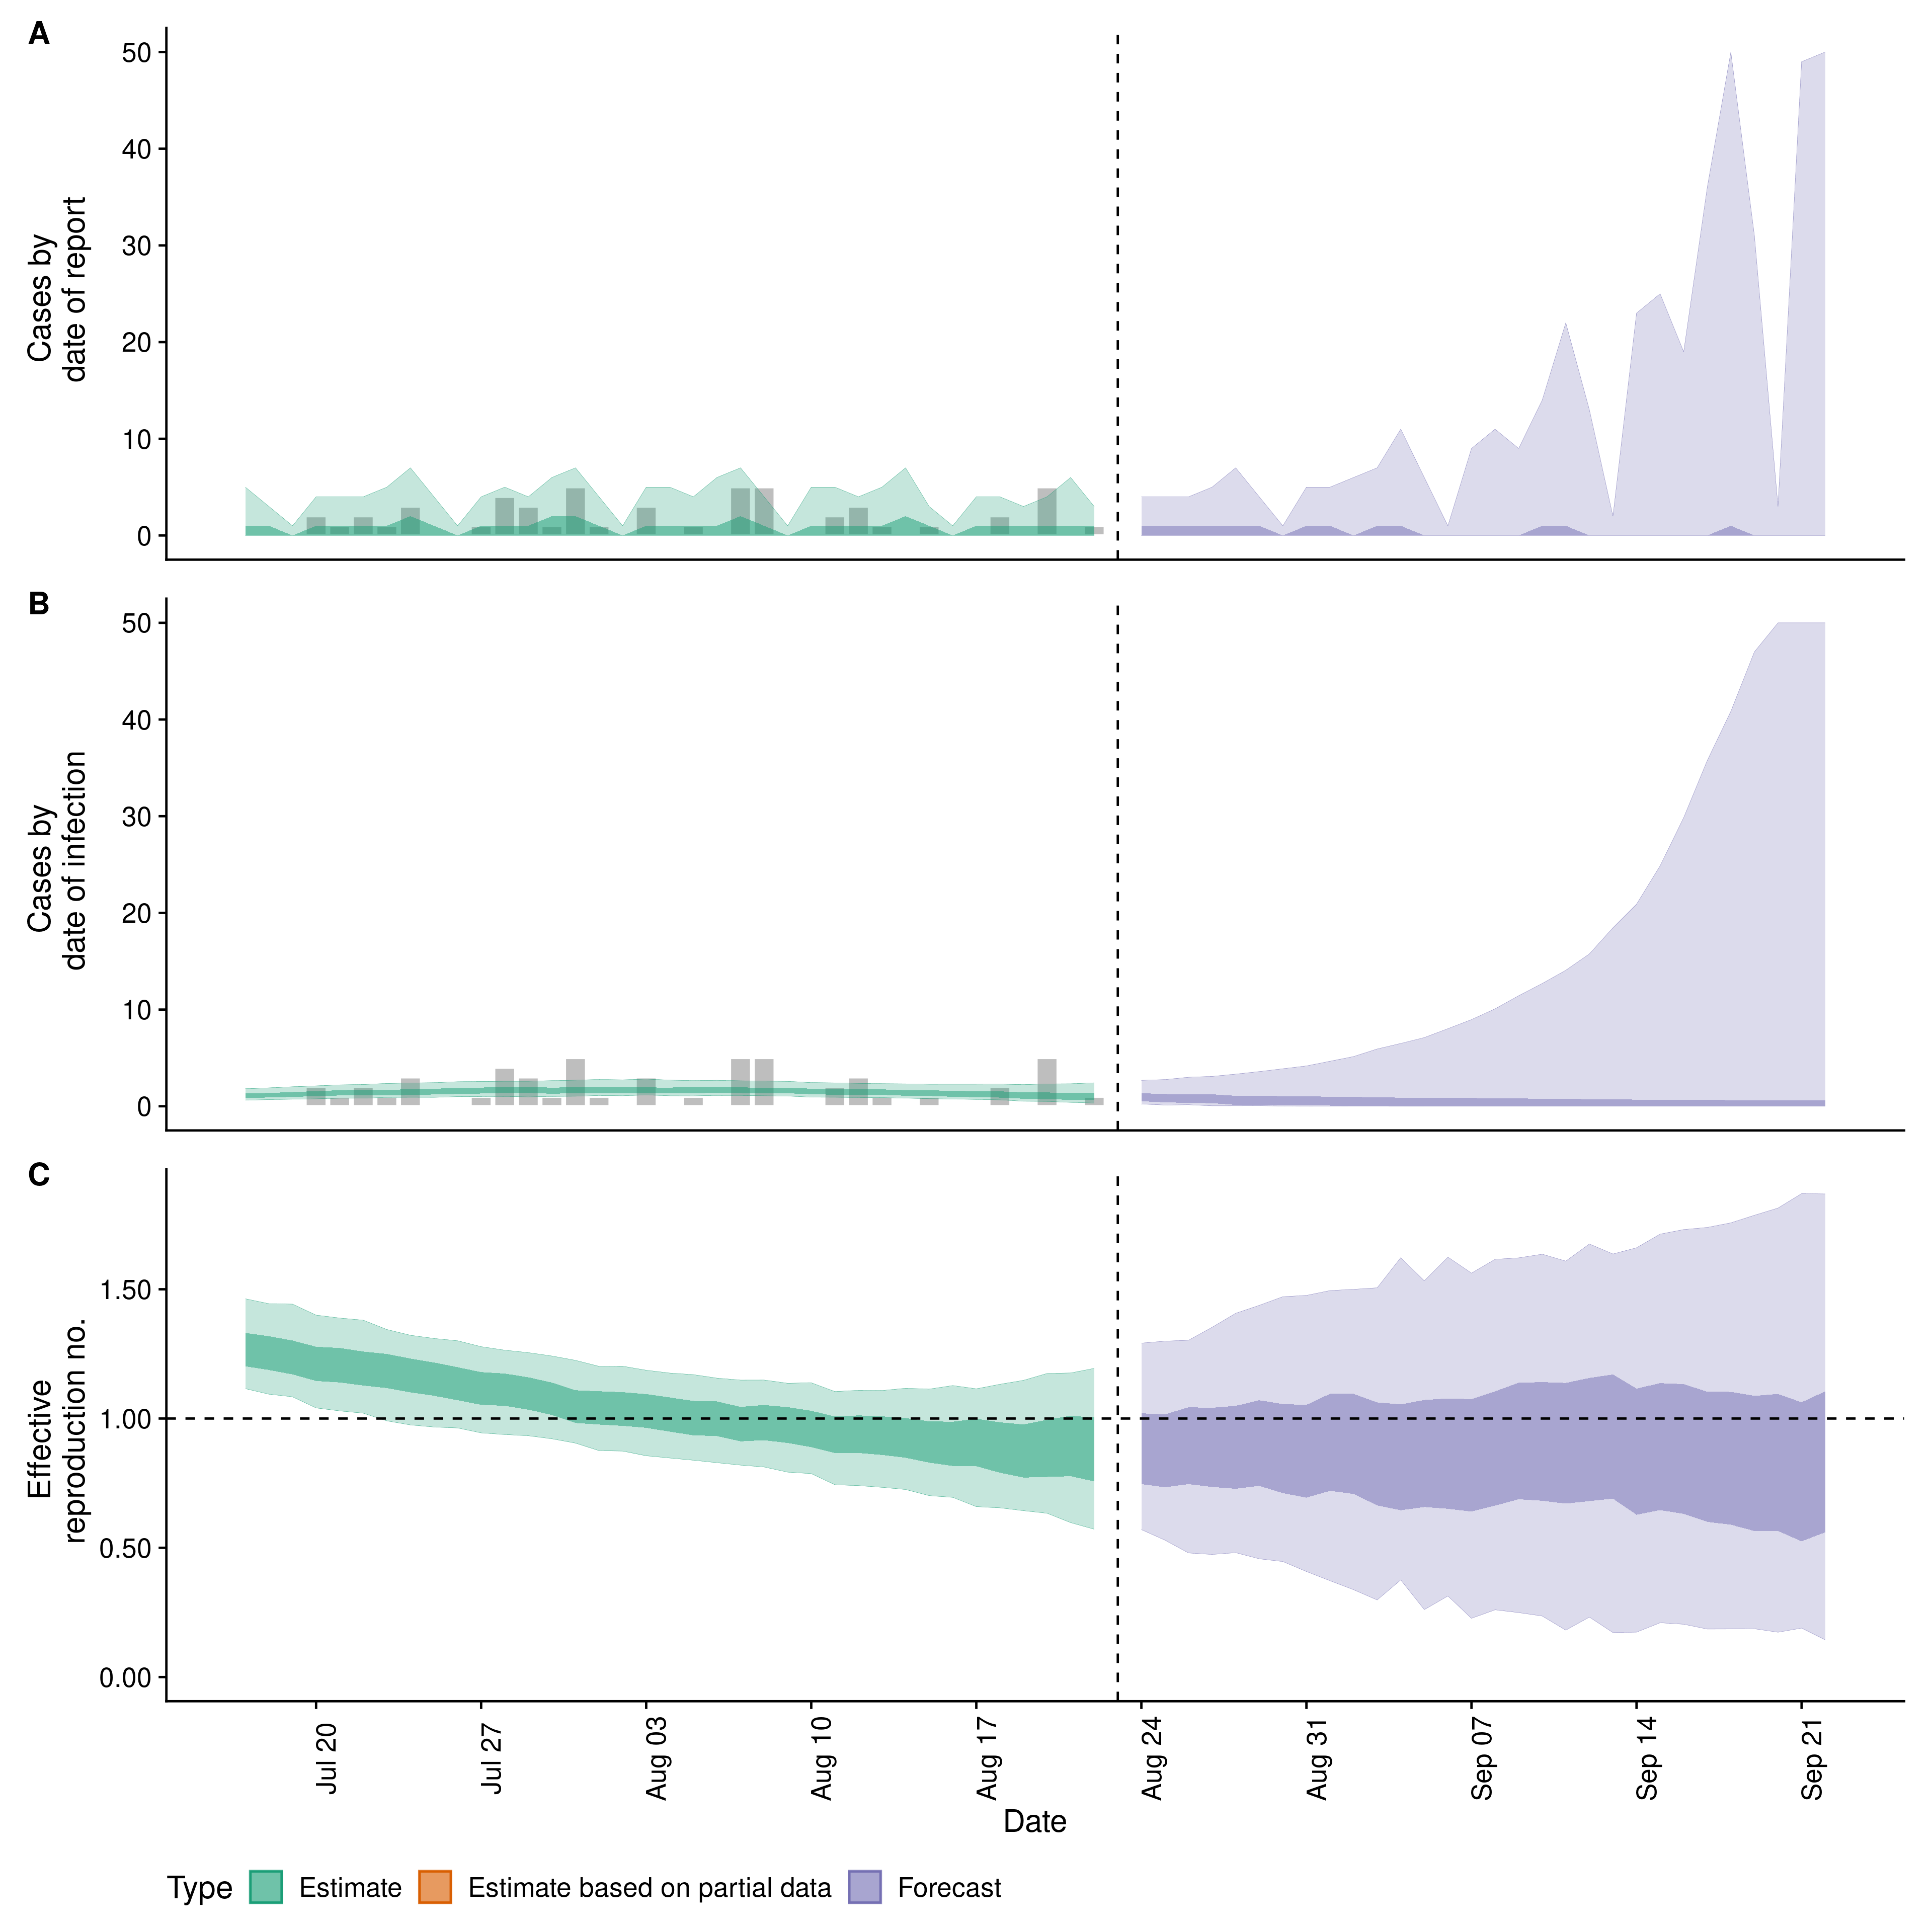 A
50
40
30
20
10
0
Cases by
date of report
B
50
40
30
20
10
0
Cases by
date of infection
C
1.50
1.00
0.50
0.00
Effective
reproduction no.
Jul 20
Jul 27
Aug 03
Aug 10
Aug 17
Aug 24
Aug 31
Sep 07
Sep 14
Sep 21
Date
Type Estimate Estimate based on partial data Forecast